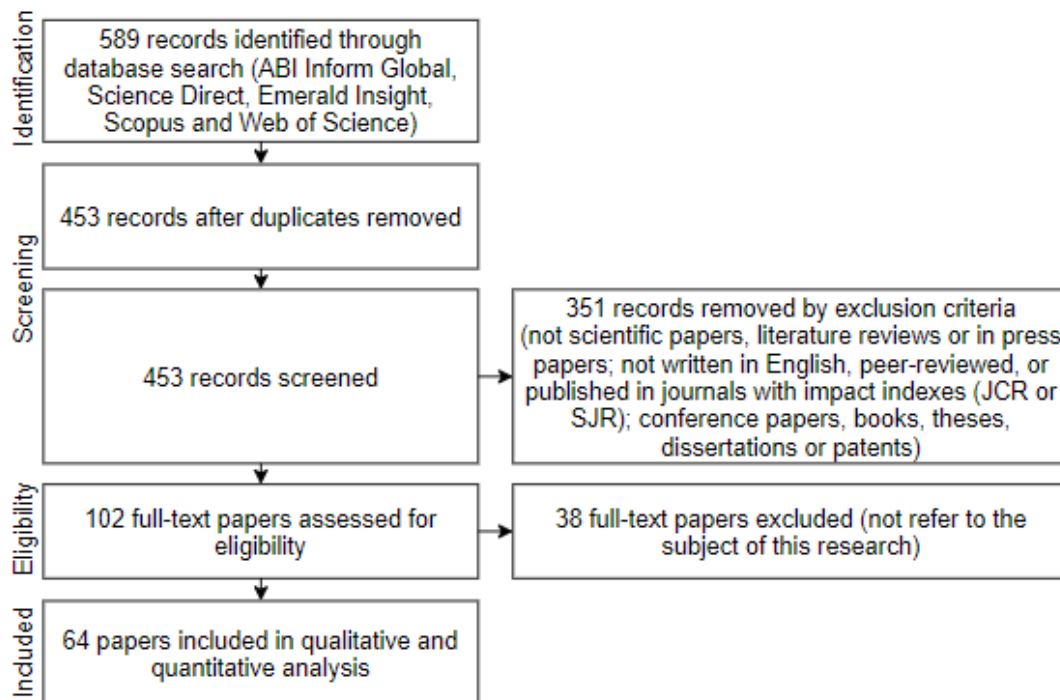 Identification
589 records identified through
database search (ABI Inform Global,
Science Direct, Emerald Insight,
Scopus and Web of Science)
Screening
453 records after duplicates removed
453 records screened
351 records removed by exclusion criteria
(not scientific papers, literature reviews or in press
papers; not written in English, peer-reviewed, or
published in journals with impact indexes (JCR or
SJR); conference papers, books, theses,
dissertations or patents)
Eligibility
102 full-text papers assessed for
eligibility
38 full-text papers excluded (not refer to the
subject of this research)
Included
64 papers included in qualitative and
quantitative analysis